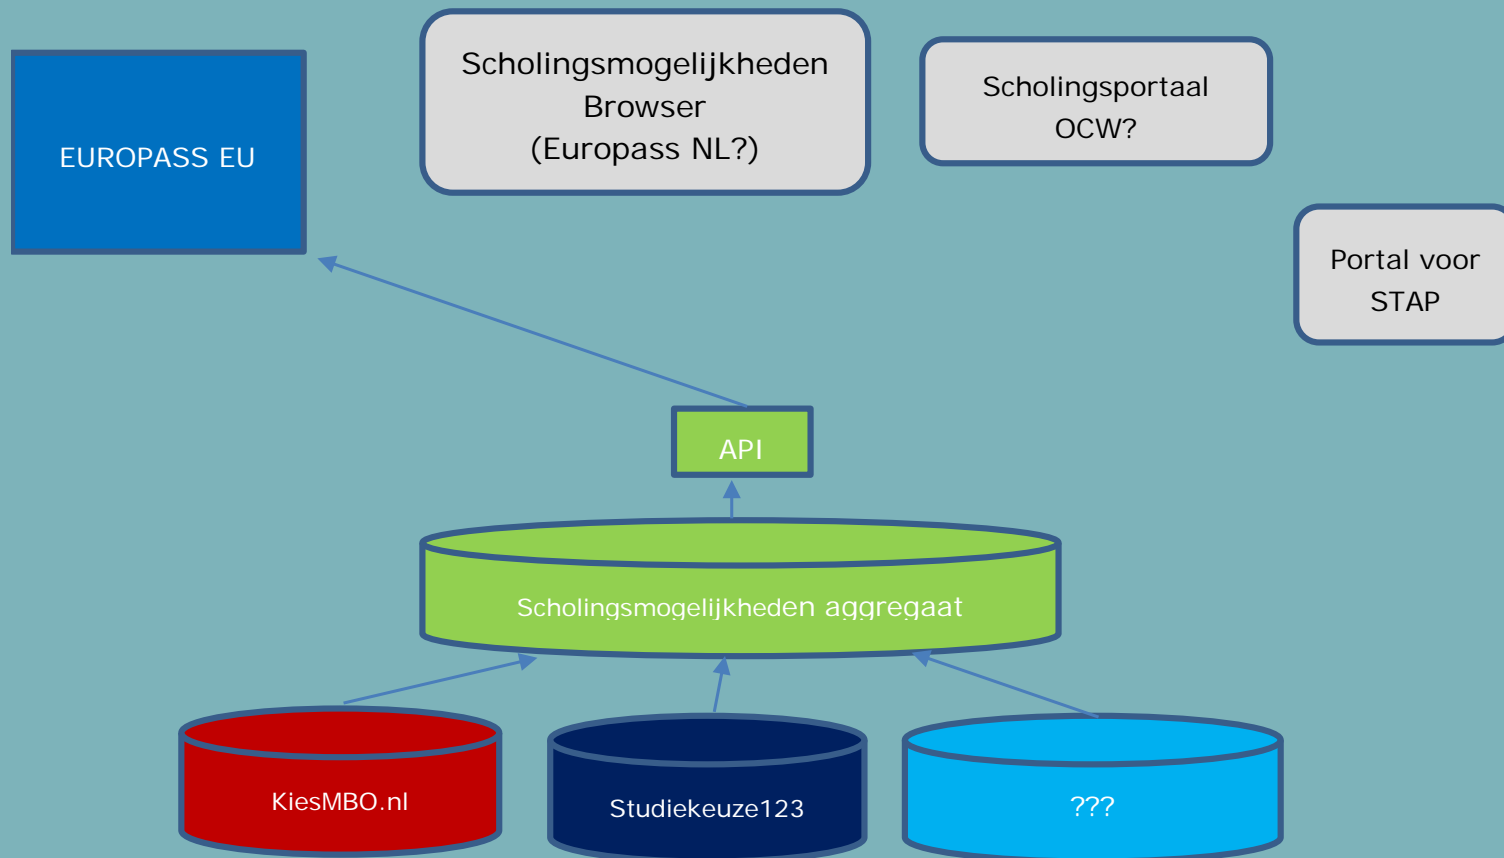 EUROPASS EU
Scholingsmogelijkheden
Browser
(Europass NL?)
Scholingsportaal
OCW?
Portal voor
STAP
API
Scholingsmogelijkheden aggregaat
KiesMBO.nl
Studiekeuze123
???